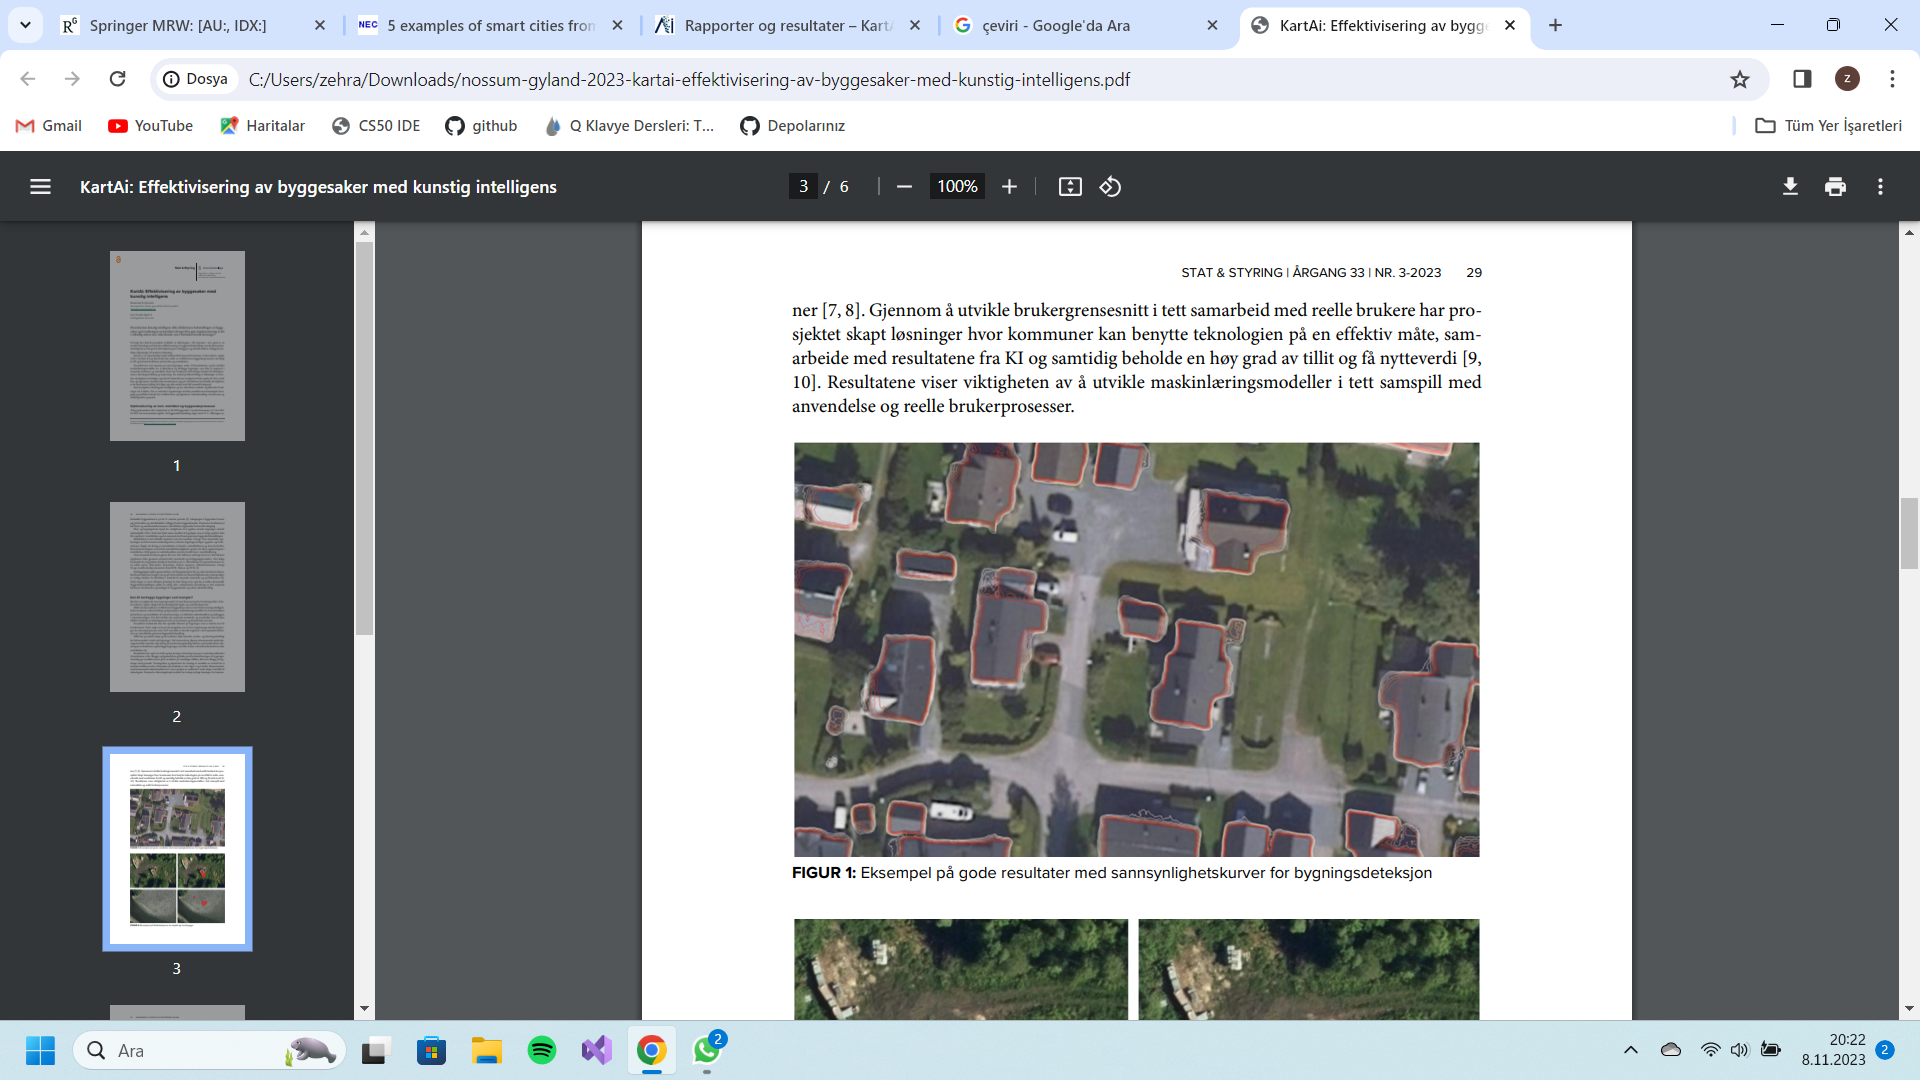 Springer MRW: [AU:, IDX:]
5 examples of smart cities from
Rapporter og resultater – KartA
çeviri - Google'da Ara
KartAi: Effektivisering av bygge
Dosya
C:/Users/zehra/Downloads/nossum-gyland-2023-kartai-effektivisering-av-byggesaker-med-kunstig-intelligens.pdf
z
Gmail
YouTube
Haritalar
CS50 IDE
github
Q Klavye Dersleri: T...
Depolarınız
Tüm Yer İşaretleri
KartAi: Effektivisering av byggesaker med kunstig intelligens
3 / 6
100%
1
2
3
STAT & STYRING | ÅRGANG 33 | NR. 3-2023 29
ner [7, 8]. Gjennom å utvikle brukergrensesnitt i tett samarbeid med reelle brukere har pro-
sjektet skapt løsninger hvor kommuner kan benytte teknologien på en effektiv måte, sam-
arbeide med resultatene fra KI og samtidig beholde en høy grad av tillit og få nytteverdi [9,
10]. Resultatene viser viktigheten av å utvikle maskinlæringsmodeller i tett samspill med
anvendelse og reelle brukerprosesser.
FIGUR 1: Eksempel på gode resultater med sannsynlighetskurver for bygningsdeteksjon
Ara
2
20:22
8.11.2023
2